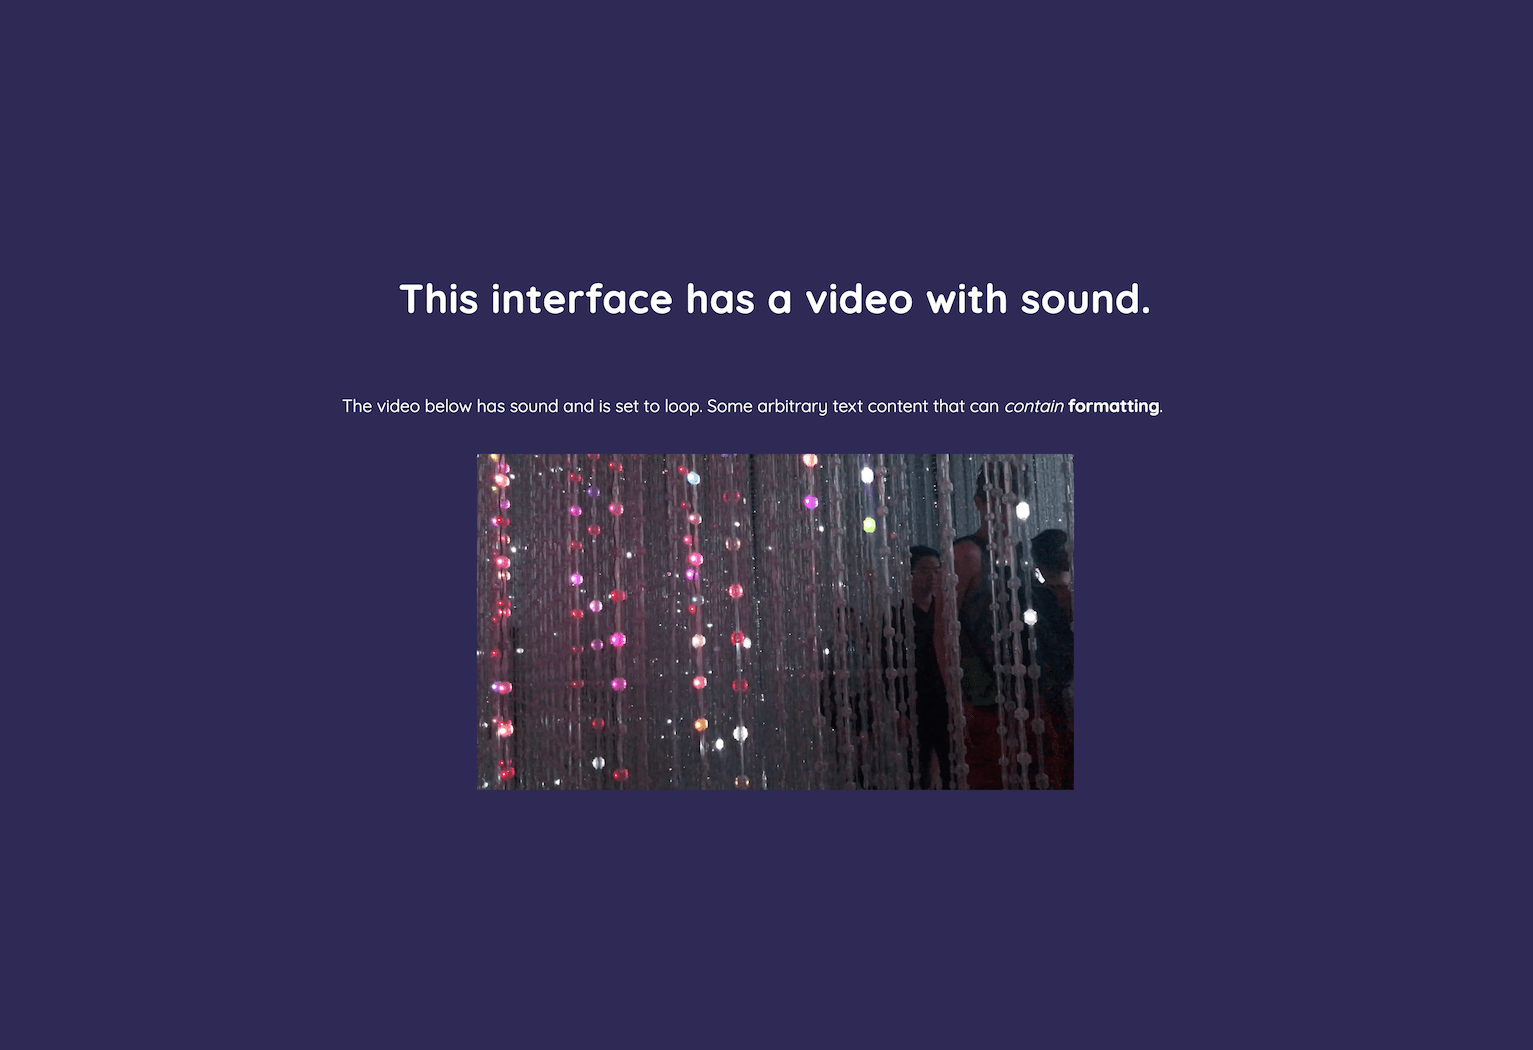 This interface has a video with sound.
The video below has sound and is set to loop. Some arbitrary text content that can contain formatting.